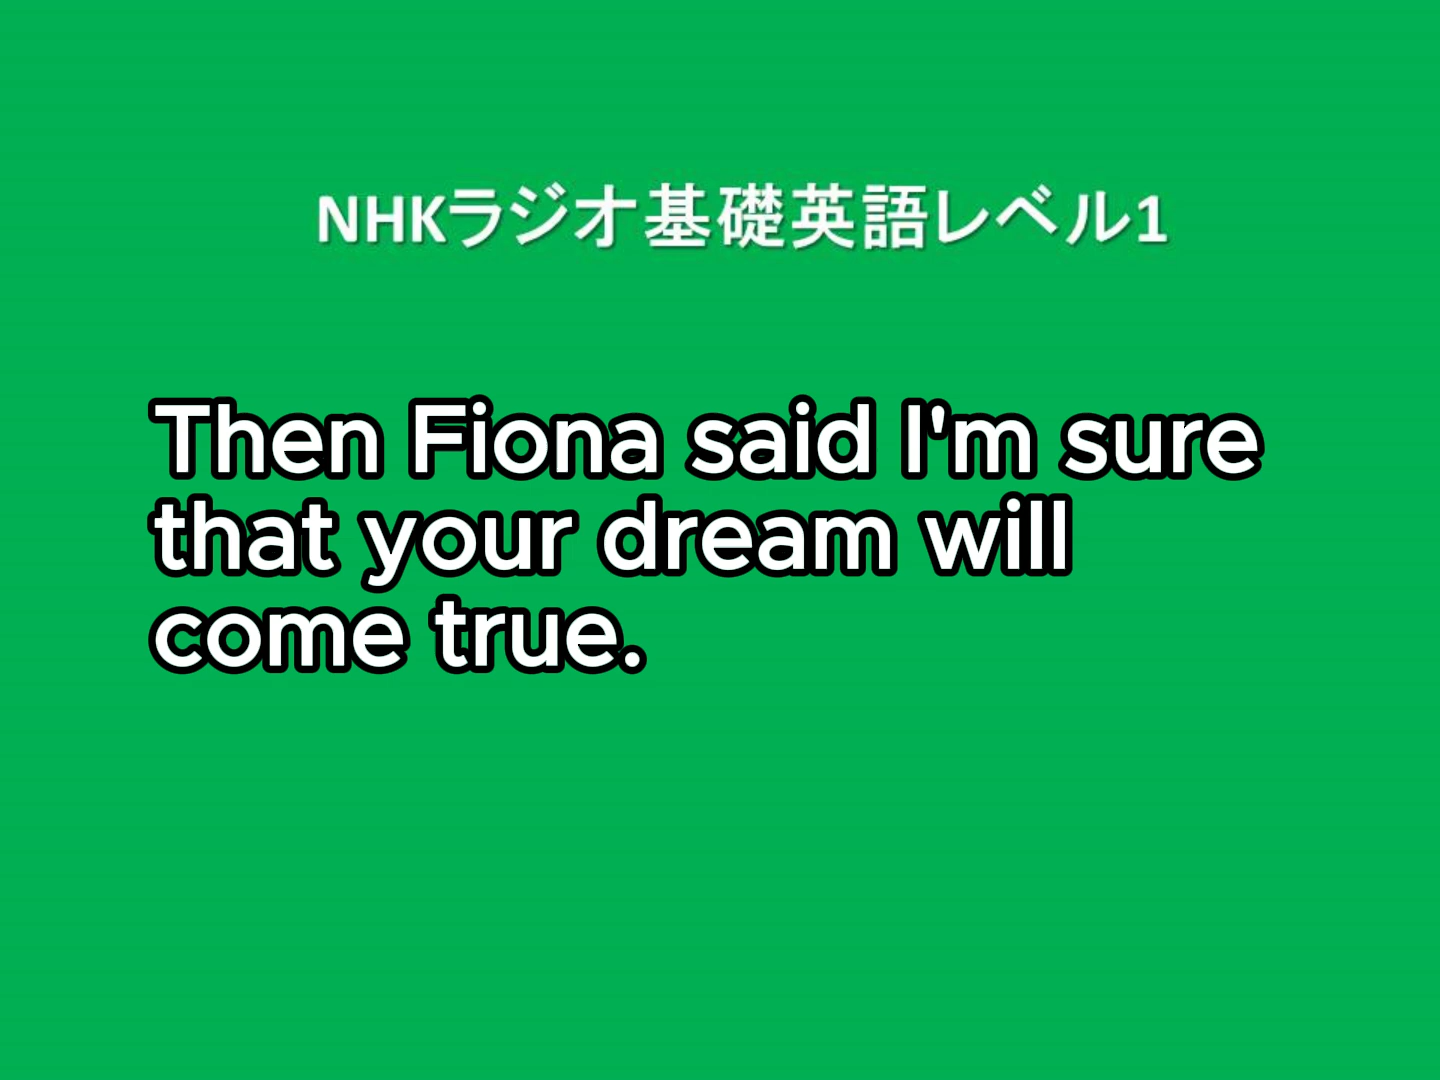 NHKラジオ基礎英語レベル1
Then Fiona said I'm sure
that your dream will
come true.